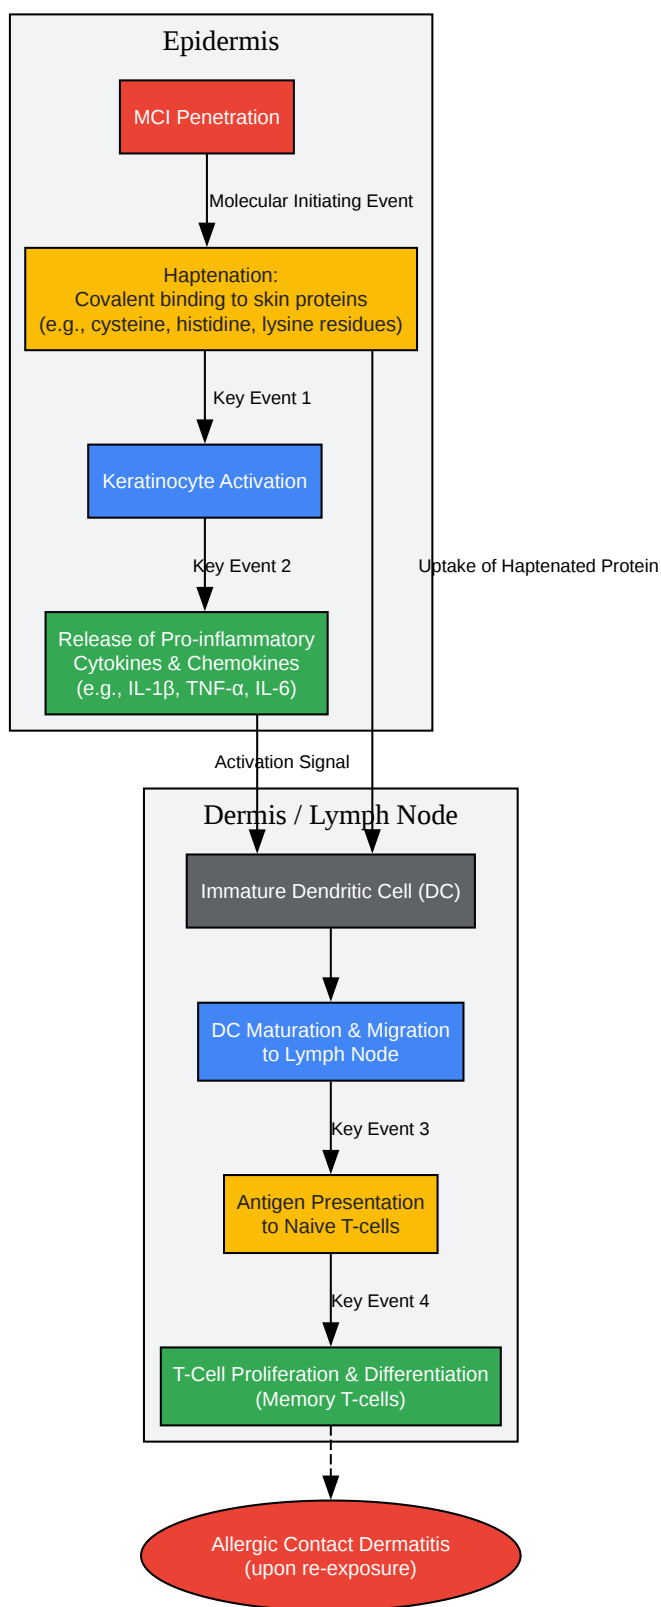 Epidermis
MCI Penetration
Molecular Initiating Event
Haptenation:
Covalent binding to skin proteins
(e.g., cysteine, histidine, lysine residues)
Key Event 1
Keratinocyte Activation
Key Event 2
Uptake of Haptenated Protein
Release of Pro-inflammatory
Cytokines & Chemokines
(e.g., IL-1β, TNF-α, IL-6)
Activation Signal
Dermis / Lymph Node
Immature Dendritic Cell (DC)
DC Maturation & Migration
to Lymph Node
Key Event 3
Antigen Presentation
to Naive T-cells
Key Event 4
T-Cell Proliferation & Differentiation
(Memory T-cells)
Allergic Contact Dermatitis
(upon re-exposure)